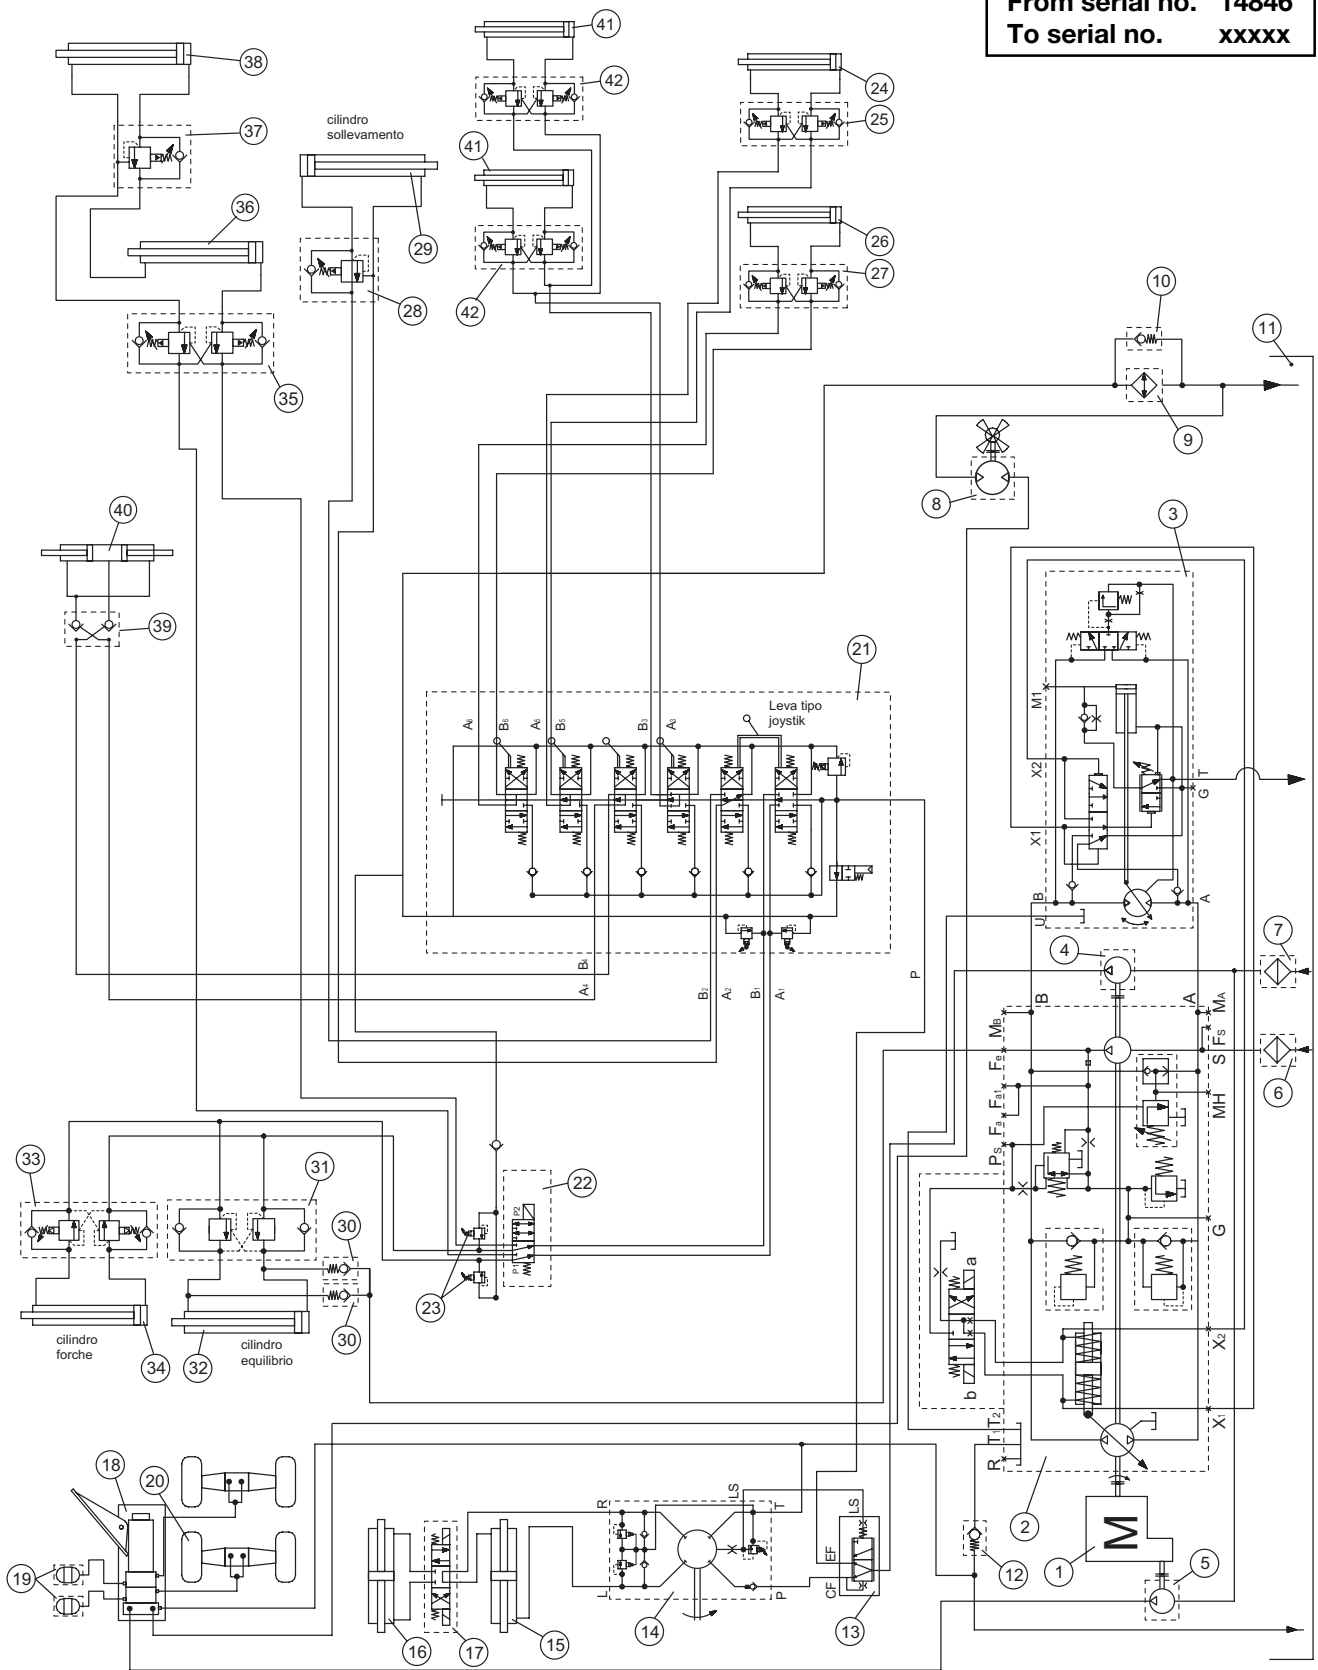 From serial no. 14846
To serial no. xxxxx
41
38
42
24
37
cilindro
sollevamento
25
41
36
29
26
27
10
28
42
11
35
9
8
3
40
39
21
Leva tipo
joystik
A6
B6
A5
B5
B3
A3
M1
X2
T
G
X1
B
A
U
7
4
B4
A4
B2
A2
B1
A1
P
B
A
MB
MA
Fe
S
FS
6
Fa1
MH
Fa
PS
33
31
22
P2
G
30
P1
a
23
30
cilindro
forche
34
32
cilindro
equilibrio
X2
b
T2
T1
X1
R
18
20
2
LS
R
T
LS
M
1
12
5
EF
19
CF
L
P
16
17
15
14
13